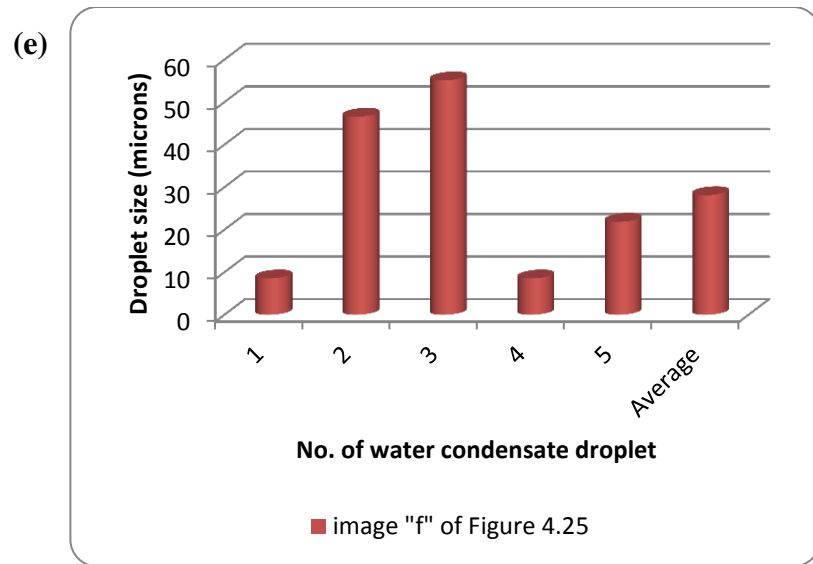 (e)
Droplet size (microns)
60
50
40
30
20
10
0
1
2
3
4
5
Average
No. of water condensate droplet
image "f" of Figure 4.25